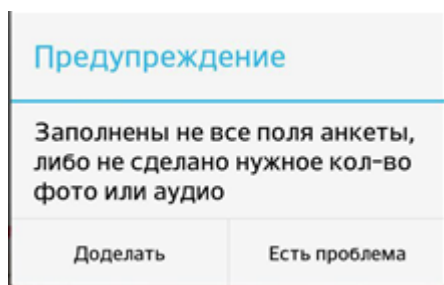 Предупреждение
Заполнены не все поля анкеты,
либо не сделано нужное кол-во
фото или аудио
Доделать
Есть проблема